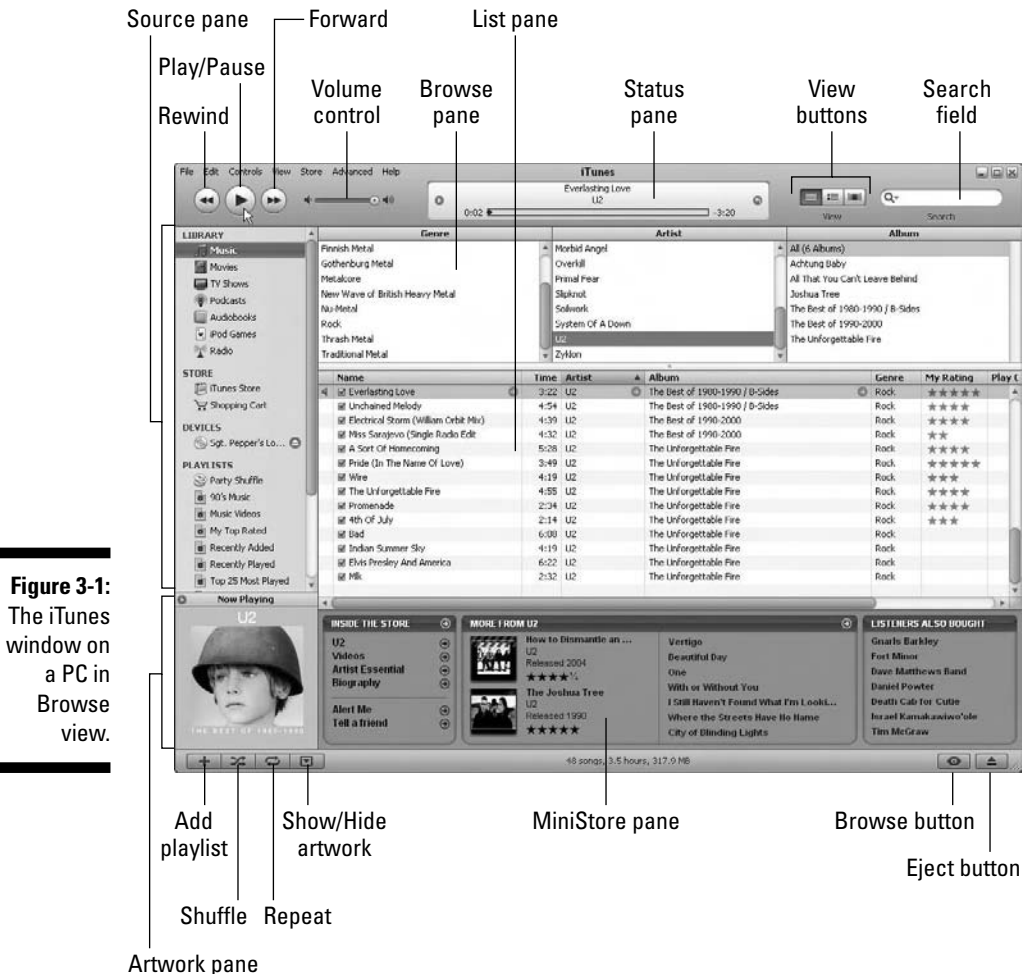 Source pane
Forward
List pane
Play/Pause
Rewind
Volume control
Browse pane
Status pane
View buttons
Search field
File Edit Controls View Store Advanced Help
iTunes
Everlasting Love
U2
0:02
-3:20
View
Search
LIBRARY
Music
Movies
TV Shows
Podcasts
Audiobooks
iPod Games
Radio
STORE
iTunes Store
Shopping Cart
DEVICES
Sgt. Pepper's Lo...
PLAYLISTS
Party Shuffle
90's Music
Music Videos
My Top Rated
Recently Added
Recently Played
Top 25 Most Played
Genre
Finnish Metal
Gothenburg Metal
Metalcore
New Wave of British Heavy Metal
Nu-Metal
Rock
Thrash Metal
Traditional Metal
Artist
Morbid Angel
Overkill
Primal Fear
Slipknot
Soilwork
System Of A Down
U2
Zyklon
Album
All (6 Albums)
Achtung Baby
All That You Can't Leave Behind
Joshua Tree
The Best of 1980-1990 / B-Sides
The Best of 1990-2000
The Unforgettable Fire
Name Time Artist Album Genre My Rating Play C
Everlasting Love 3:22 U2 The Best of 1980-1990 / B-Sides Rock ★★★★★
Unchained Melody 4:54 U2 The Best of 1980-1990 / B-Sides Rock ★★★★
Electrical Storm (William Orbit Mix) 4:39 U2 The Best of 1990-2000 Rock ★★★★
Miss Sarajevo (Single Radio Edit 4:32 U2 The Best of 1990-2000 Rock ★★
A Sort Of Homecoming 5:28 U2 The Unforgettable Fire Rock ★★★★
Pride (In The Name Of Love) 3:49 U2 The Unforgettable Fire Rock ★★★★★
Wire 4:19 U2 The Unforgettable Fire Rock ★★★
The Unforgettable Fire 4:55 U2 The Unforgettable Fire Rock ★★★★
Promenade 2:34 U2 The Unforgettable Fire Rock ★★★★
4th Of July 2:14 U2 The Unforgettable Fire Rock ★★★
Bad 6:08 U2 The Unforgettable Fire Rock
Indian Summer Sky 4:19 U2 The Unforgettable Fire Rock
Elvis Presley And America 6:22 U2 The Unforgettable Fire Rock
Mlk 2:32 U2 The Unforgettable Fire Rock
Figure 3-1:
The iTunes
window on
a PC in
Browse
view.
Now Playing
U2
THE BEST OF 1980-1990
INSIDE THE STORE
U2
Videos
Artist Essential
Biography
Alert Me
Tell a friend
MORE FROM U2
How to Dismantle an ...
U2
Released 2004
★★★★½
The Joshua Tree
U2
Released 1990
★★★★★
Vertigo
Beautiful Day
One
With or Without You
I Still Haven't Found What I'm Looki...
Where the Streets Have No Name
City of Blinding Lights
LISTENERS ALSO BOUGHT
Gnarls Barkley
Fort Minor
Dave Matthews Band
Daniel Powter
Death Cab for Cutie
Israel Kamakawiwo'ole
Tim McGraw
48 songs, 3.5 hours, 317.9 MB
Add playlist
Show/Hide artwork
MiniStore pane
Browse button
Eject button
Shuffle
Repeat
Artwork pane